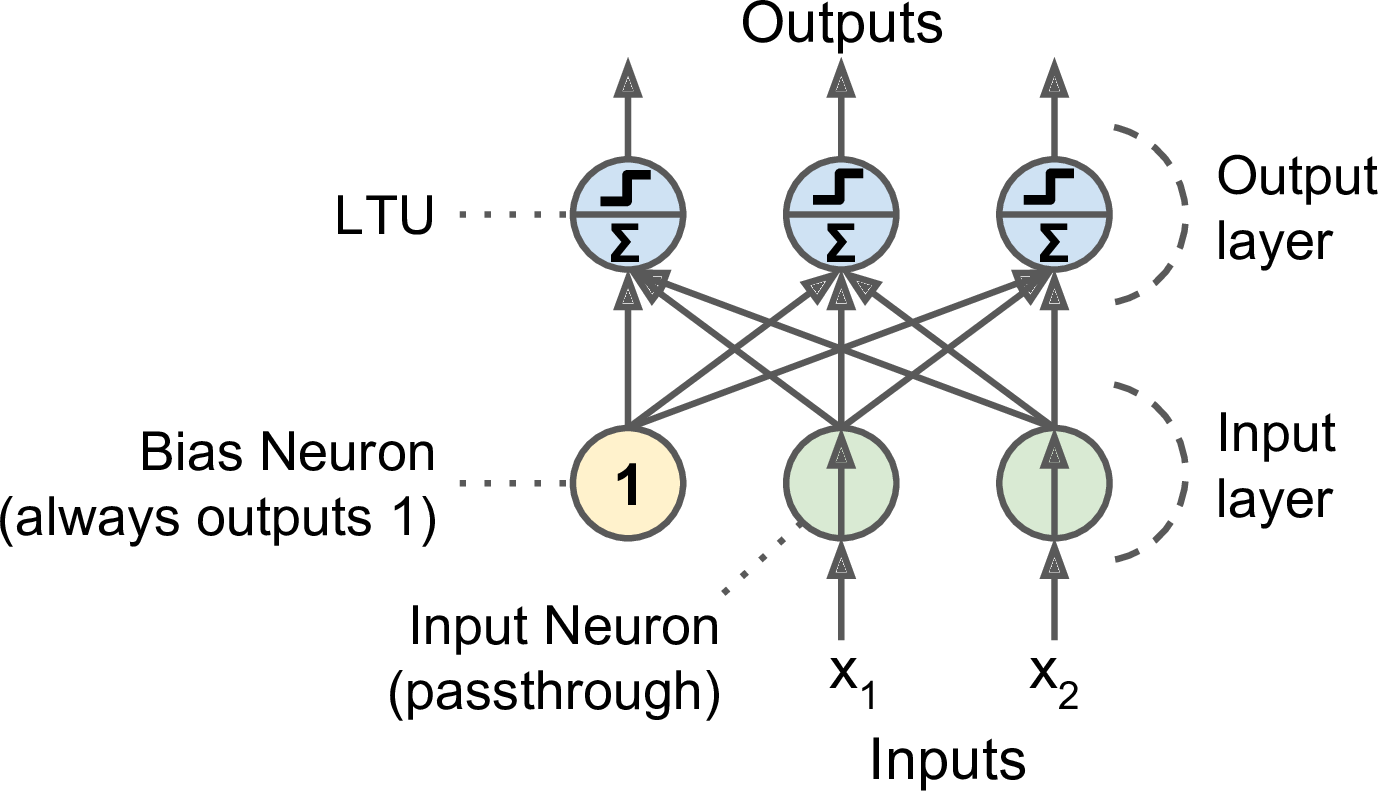 Outputs
LTU
Σ
Σ
Σ
Output
layer
Bias Neuron
(always outputs 1)
1
Input
layer
Input Neuron
(passthrough)
x₁
x₂
Inputs